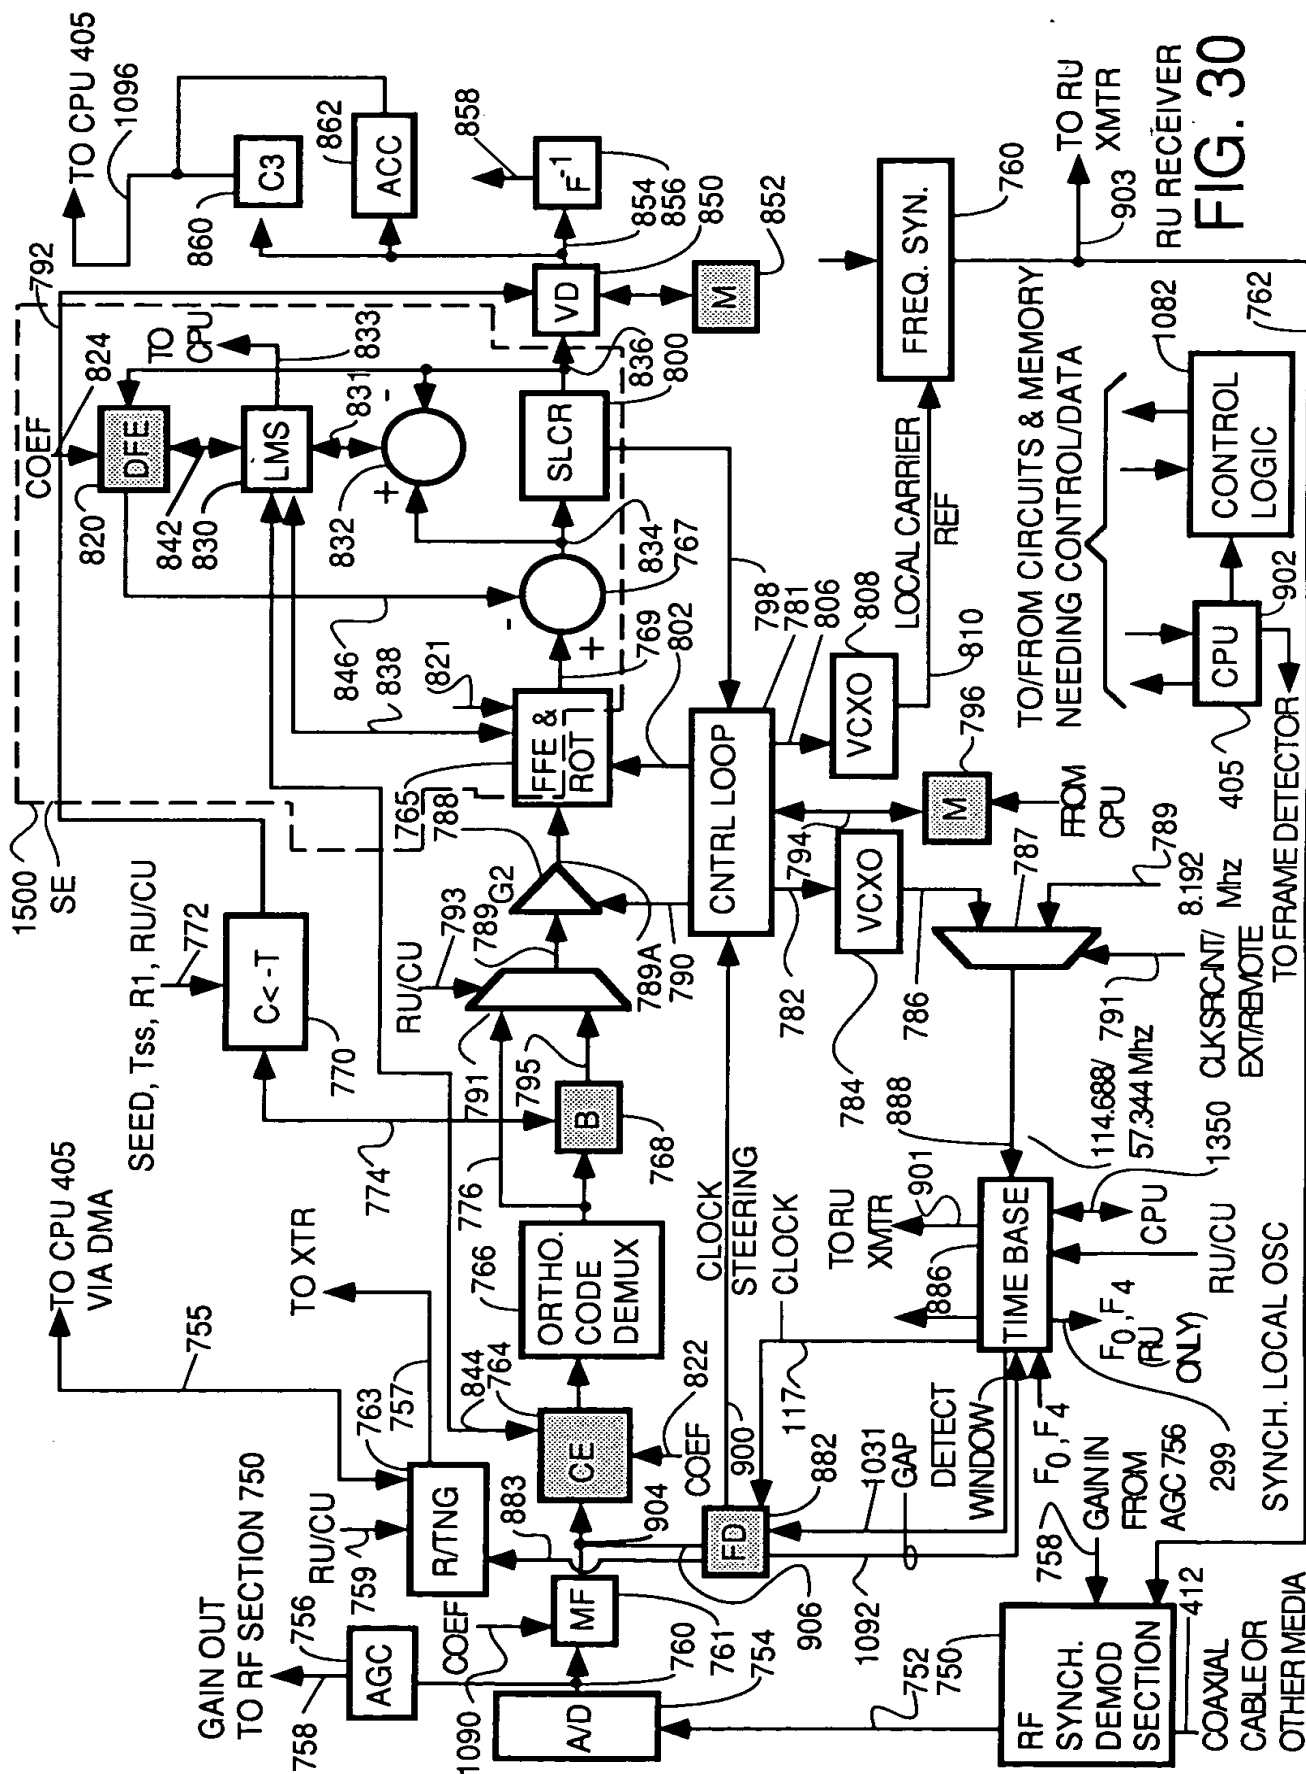 GAIN OUT
TO RF SECTION 750
758
756
AGC
1090
COEF
A/D
MF
760
761
754
RU/CU
759
763
R/TNG
883
755
TO CPU 405
VIA DMA
757
TO XTR
844
764
CE
904
822
COEF
766
ORTHO.
CODE
DEMUX
776
774
B
768
795
791
SEED, Tss, R1, RU/CU
772
C<-T
770
RU/CU
793
789
G2
788
789A
790
1500
SE
765
FFE &
ROT
821
838
846
769
802
+
-
767
834
SLCR
800
836
COEF
824
792
820
DFE
842
830
LMS
831
833
TO
CPU
832
+
-
VD
850
M
852
854
856
F-1
858
860
C3
862
ACC
TO CPU 405
1096
CLOCK
STEERING
CLOCK
900
117
FD
882
906
1092
1031
GAP
DETECT
WINDOW
CNTRL LOOP
798
781
806
782
794
VCXO
784
786
VCXO
808
M
796
FROM
CPU
787
789
8.192
Mhz
791
CLKSRC-INT/
EXT/REMOTE
888
114.688/
57.344 Mhz
TO RU
XMTR
901
886
TIME BASE
1350
CPU
RU/CU
F0, F4
(RU
ONLY)
299
F0, F4
758
GAIN IN
FROM
AGC 756
752
750
RF
SYNCH.
DEMOD
SECTION
412
COAXIAL
CABLE OR
OTHER MEDIA
SYNCH. LOCAL OSC
762
LOCAL CARRIER
REF
810
FREQ. SYN.
760
TO RU
XMTR
903
TO/FROM CIRCUITS & MEMORY
NEEDING CONTROL/DATA
CPU
405
902
TO FRAME DETECTOR
1082
CONTROL
LOGIC
RU RECEIVER
FIG. 30